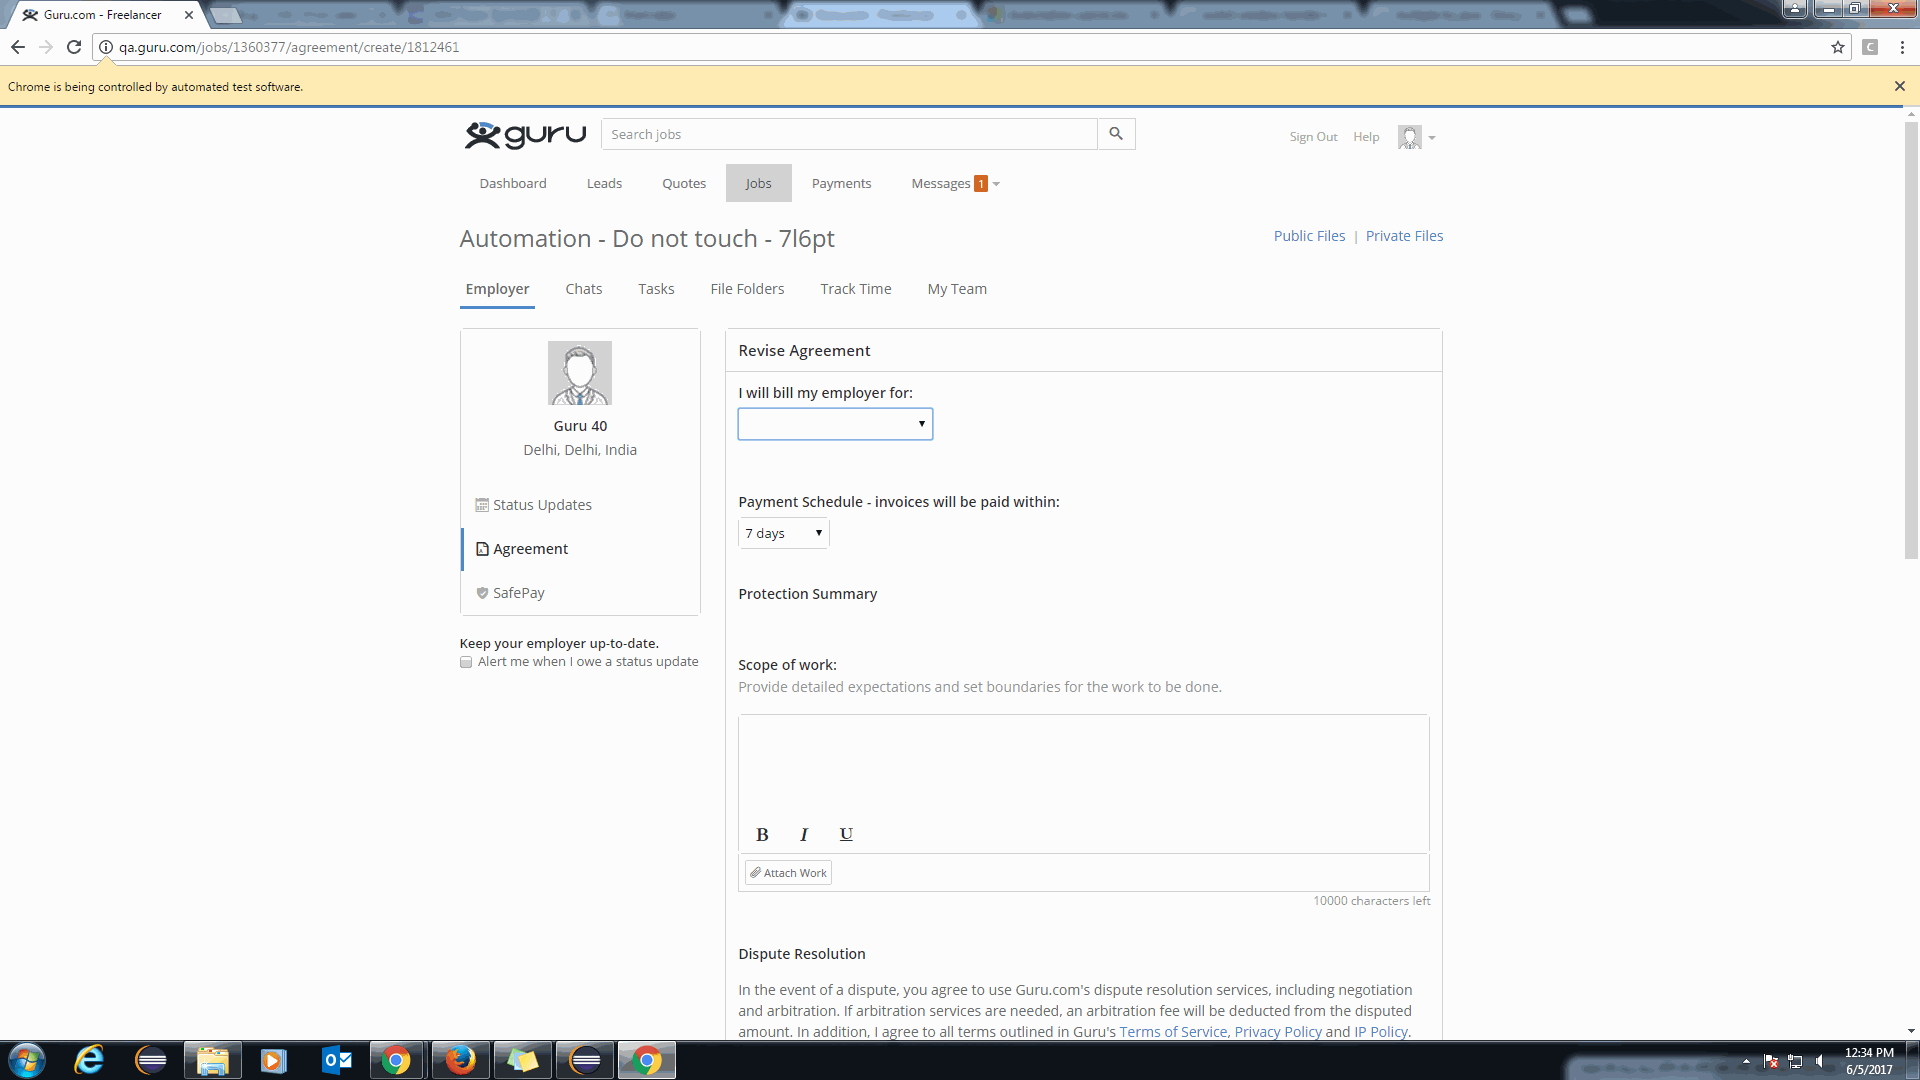 Guru.com - Freelancer
qa.guru.com/jobs/1360377/agreement/create/1812461
C
Chrome is being controlled by automated test software.
guru
Search jobs
Sign Out Help
Dashboard Leads Quotes Jobs Payments Messages 1
Automation - Do not touch - 7l6pt
Public Files | Private Files
Employer Chats Tasks File Folders Track Time My Team
Guru 40
Delhi, Delhi, India
Status Updates
Agreement
SafePay
Keep your employer up-to-date.
Alert me when I owe a status update
Revise Agreement
I will bill my employer for:
Payment Schedule - invoices will be paid within:
7 days
Protection Summary
Scope of work:
Provide detailed expectations and set boundaries for the work to be done.
B I U
Attach Work
10000 characters left
Dispute Resolution
In the event of a dispute, you agree to use Guru.com's dispute resolution services, including negotiation
and arbitration. If arbitration services are needed, an arbitration fee will be deducted from the disputed
amount. In addition, I agree to all terms outlined in Guru's Terms of Service, Privacy Policy and IP Policy.
12:34 PM
6/5/2017